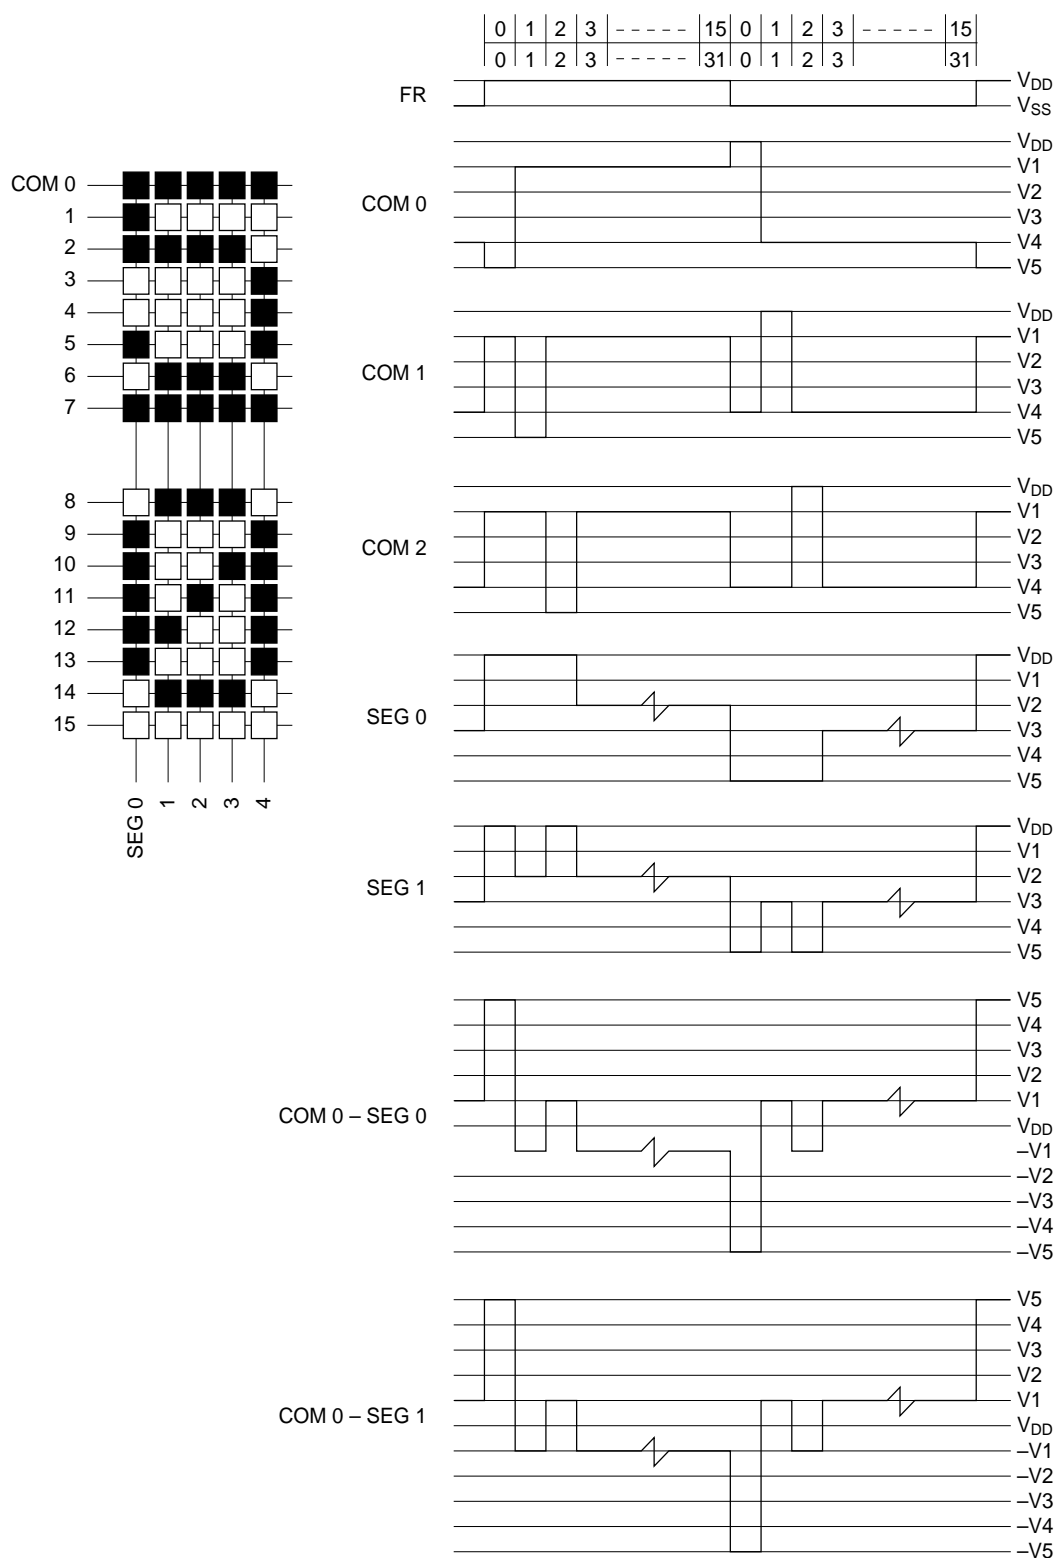 0 1 2 3 ----- 15 0 1 2 3 ----- 15
0 1 2 3 ----- 31 0 1 2 3 ----- 31
FR
VDD
VSS
COM 0
1
2
3
4
5
6
7
8
9
10
11
12
13
14
15
SEG 0
1
2
3
4
COM 0
VDD
V1
V2
V3
V4
V5
COM 1
VDD
V1
V2
V3
V4
V5
COM 2
VDD
V1
V2
V3
V4
V5
SEG 0
VDD
V1
V2
V3
V4
V5
SEG 1
VDD
V1
V2
V3
V4
V5
COM 0 – SEG 0
V5
V4
V3
V2
V1
VDD
–V1
–V2
–V3
–V4
–V5
COM 0 – SEG 1
V5
V4
V3
V2
V1
VDD
–V1
–V2
–V3
–V4
–V5